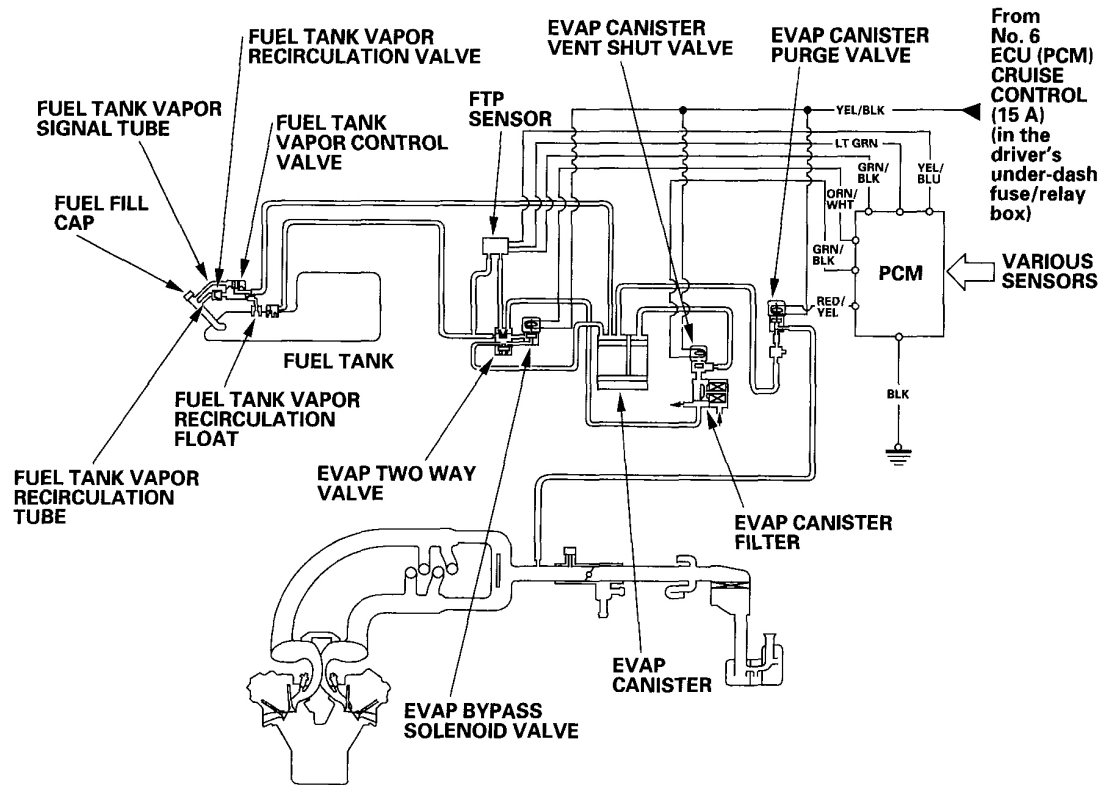 FUEL TANK VAPOR
RECIRCULATION VALVE
EVAP CANISTER
VENT SHUT VALVE
EVAP CANISTER
PURGE VALVE
From
No. 6
ECU (PCM)
CRUISE
CONTROL
(15 A)
(in the
driver's
under-dash
fuse/relay
box)
FUEL TANK VAPOR
SIGNAL TUBE
FUEL TANK
VAPOR CONTROL
VALVE
FTP
SENSOR
YEL/BLK
LT GRN
GRN/
BLK
YEL/
BLU
ORN/
WHT
GRN/
BLK
RED/
YEL
FUEL FILL
CAP
PCM
VARIOUS
SENSORS
FUEL TANK
BLK
FUEL TANK VAPOR
RECIRCULATION
FLOAT
FUEL TANK VAPOR
RECIRCULATION
TUBE
EVAP TWO WAY
VALVE
EVAP CANISTER
FILTER
EVAP
CANISTER
EVAP BYPASS
SOLENOID VALVE